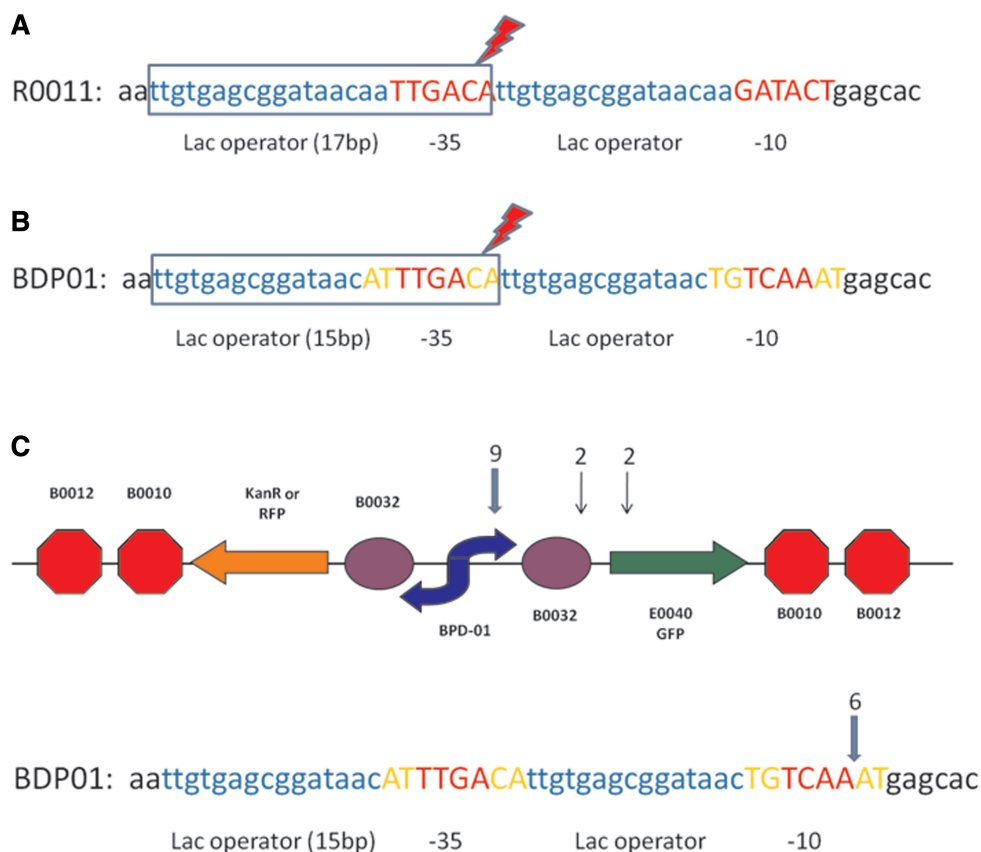 A
R0011: aattgtgagcggataacaaTTGACAttgtgagcggataacaaGATACTgagcac
Lac operator (17bp) -35 Lac operator -10
B
BDP01: aattgtgagcggataacATTTGACAttgtgagcggataacTGTCAAATgagcac
Lac operator (15bp) -35 Lac operator -10
C
9 2 2
B0012 B0010 KanR or
RFP
B0032
BPD-01
B0032
E0040
GFP
B0010 B0012
6
BDP01: aattgtgagcggataacATTTGACAttgtgagcggataacTGTCAAATgagcac
Lac operator (15bp) -35 Lac operator -10